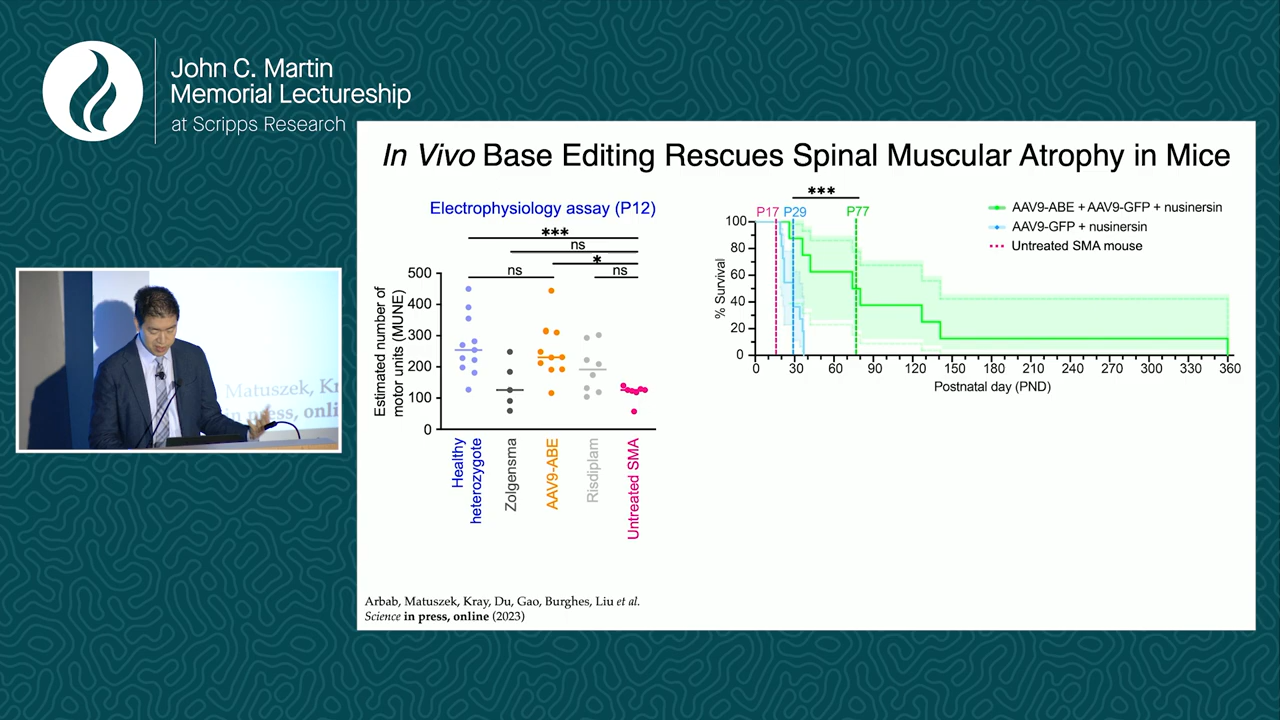 John C. Martin
Memorial Lectureship
at Scripps Research
In Vivo Base Editing Rescues Spinal Muscular Atrophy in Mice
Electrophysiology assay (P12)
***
ns
*
ns
ns
Estimated number of
motor units (MUNE)
500
400
300
200
100
0
Healthy
heterozygote
Zolgensma
AAV9-ABE
Risdiplam
Untreated SMA
***
P17 P29 P77
% Survival
100
80
60
40
20
0
0 30 60 90 120 150 180 210 240 270 300 330 360
Postnatal day (PND)
AAV9-ABE + AAV9-GFP + nusinersin
AAV9-GFP + nusinersin
Untreated SMA mouse
Arbab, Matuszek, Kray, Du, Gao, Burghes, Liu et al.
Science in press, online (2023)
Matuszek, Kr
in press, onli